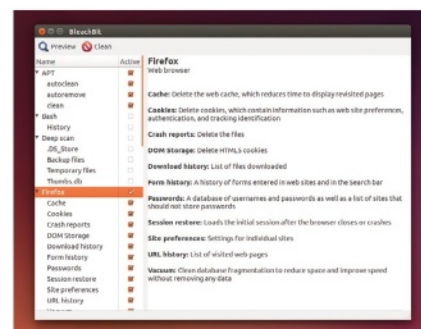 BleachBit
Preview Clean
Name Active
APT
autoclean
autoremove
clean
Bash
History
Deep scan
.DS_Store
Backup files
Temporary files
Thumbs.db
Firefox
Cache
Cookies
Crash reports
DOM Storage
Download history
Form history
Passwords
Session restore
Site preferences
URL history
Vacuum
Firefox
Web browser
Cache: Delete the web cache, which reduces time to display revisited pages
Cookies: Delete cookies, which contain information such as web site preferences,
authentication, and tracking identification
Crash reports: Delete the files
DOM Storage: Delete HTML5 cookies
Download history: List of files downloaded
Form history: A history of forms entered in web sites and in the Search bar
Passwords: A database of usernames and passwords as well as a list of sites that
should not store passwords
Session restore: Loads the initial session after the browser closes or crashes
Site preferences: Settings for individual sites
URL history: List of visited web pages
Vacuum: Clean database fragmentation to reduce space and improve speed
without removing any data